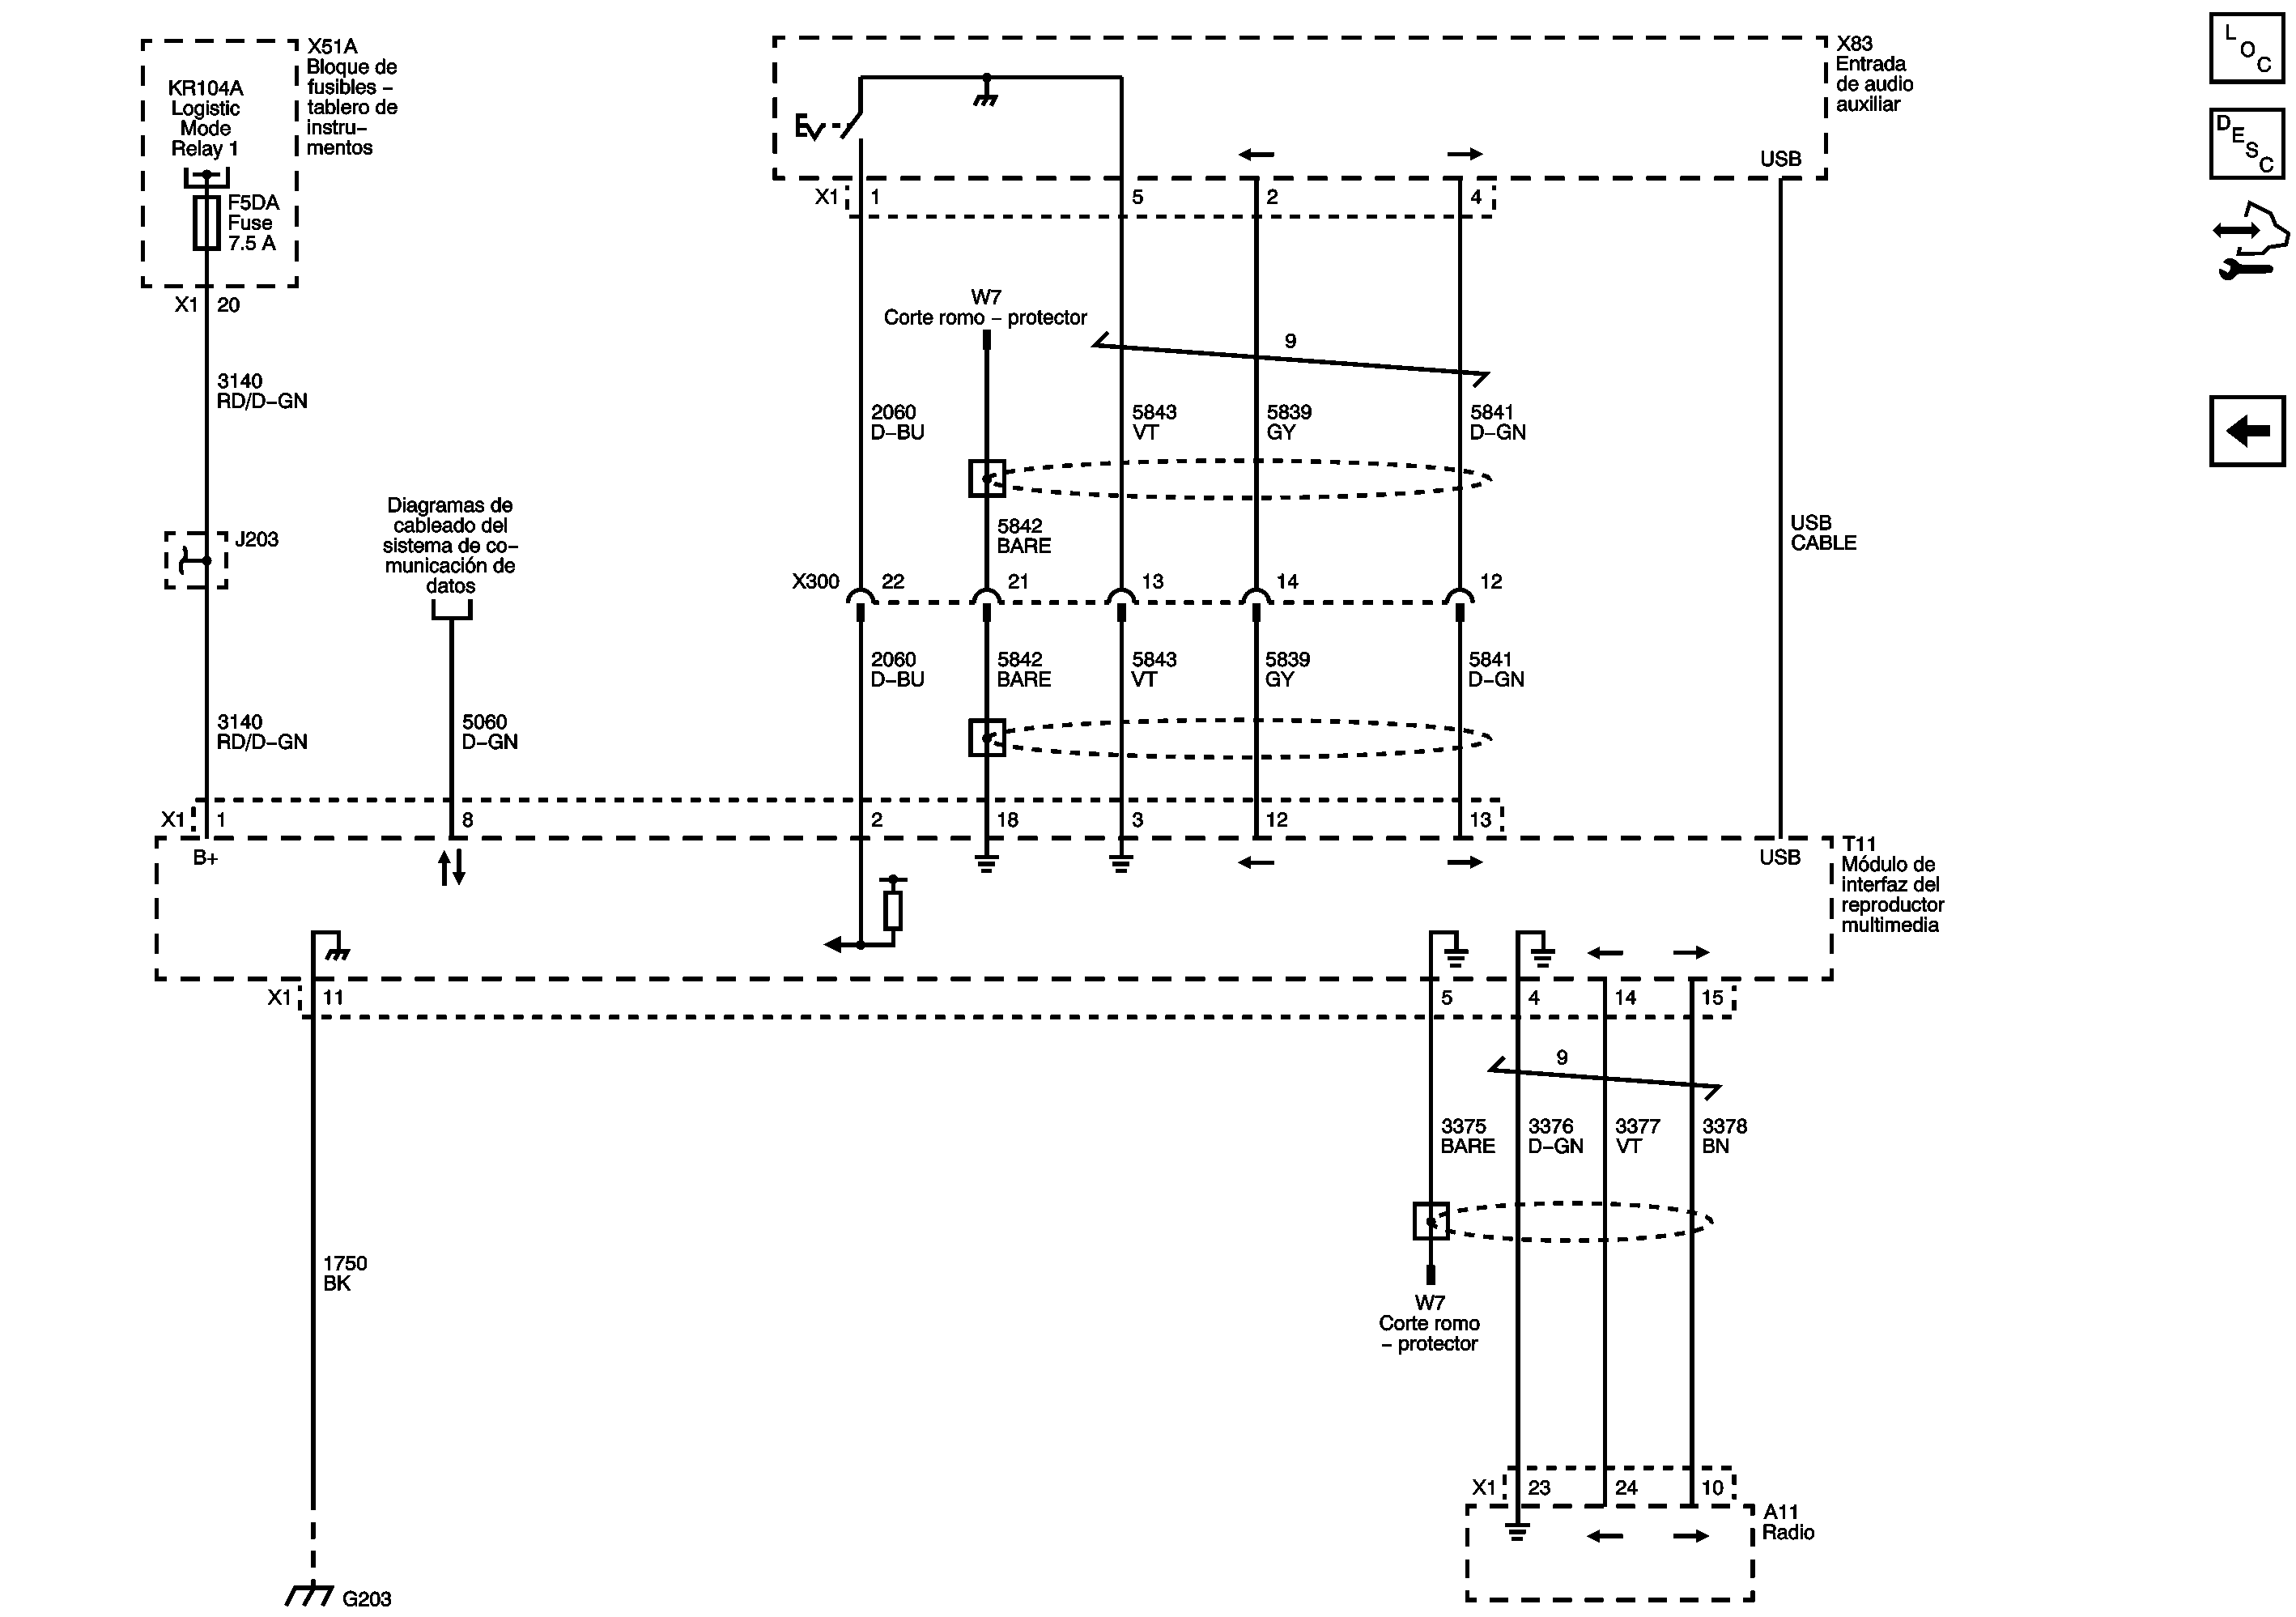 X51A
Bloque de
fusibles –
tablero de
instru–
mentos
KR104A
Logistic
Mode
Relay 1
F5DA
Fuse
7.5 A
X1 20
3140
RD/D–GN
J203
3140
RD/D–GN
Diagramas de
cableado del
sistema de co–
municación de
datos
5060
D–GN
X83
Entrada
de audio
auxiliar
USB
X1 1 5 2 4
W7
Corte romo – protector
9
2060
D–BU
5843
VT
5839
GY
5841
D–GN
5842
BARE
USB
CABLE
X300 22 21 13 14 12
2060
D–BU
5842
BARE
5843
VT
5839
GY
5841
D–GN
X1 1 8 2 18 3 12 13
B+
USB
T11
Módulo de
interfaz del
reproductor
multimedia
X1 11 5 4 14 15
9
3375
BARE
3376
D–GN
3377
VT
3378
BN
1750
BK
W7
Corte romo
– protector
X1 23 24 10
A11
Radio
G203
L
O
C
D
E
S
C